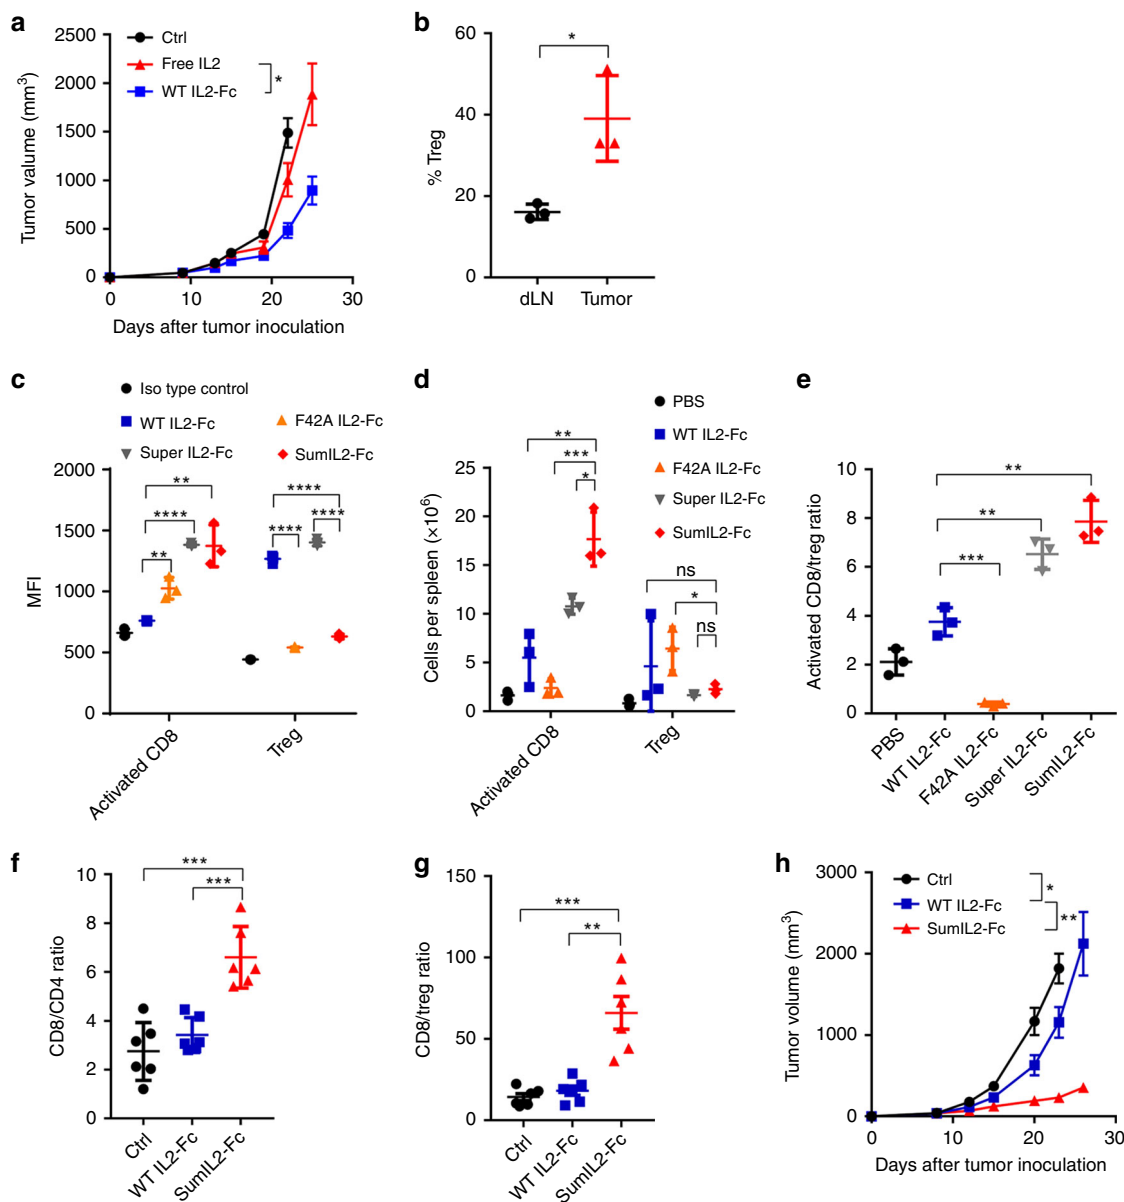 a
2500
2000
1500
1000
500
0
0
10
20
30
Tumor valume (mm³)
Days after tumor inoculation
Ctrl
Free IL2
WT IL2-Fc
*
b
60
40
20
0
% Treg
*
dLN
Tumor
c
Iso type control
WT IL2-Fc
F42A IL2-Fc
Super IL2-Fc
SumIL2-Fc
2000
1500
1000
500
0
MFI
**
****
**
****
****
****
Activated CD8
Treg
d
PBS
WT IL2-Fc
F42A IL2-Fc
Super IL2-Fc
SumIL2-Fc
25
20
15
10
5
0
Cells per spleen (×10⁶)
**
***
*
ns
*
ns
Activated CD8
Treg
e
10
8
6
4
2
0
Activated CD8/treg ratio
**
**
***
PBS
WT IL2-Fc
F42A IL2-Fc
Super IL2-Fc
SumIL2-Fc
f
10
8
6
4
2
0
CD8/CD4 ratio
***
***
Ctrl
WT IL2-Fc
SumIL2-Fc
g
150
100
50
0
CD8/treg ratio
***
**
Ctrl
WT IL2-Fc
SumIL2-Fc
h
3000
2000
1000
0
0
10
20
30
Tumor volume (mm³)
Days after tumor inoculation
Ctrl
WT IL2-Fc
SumIL2-Fc
*
**